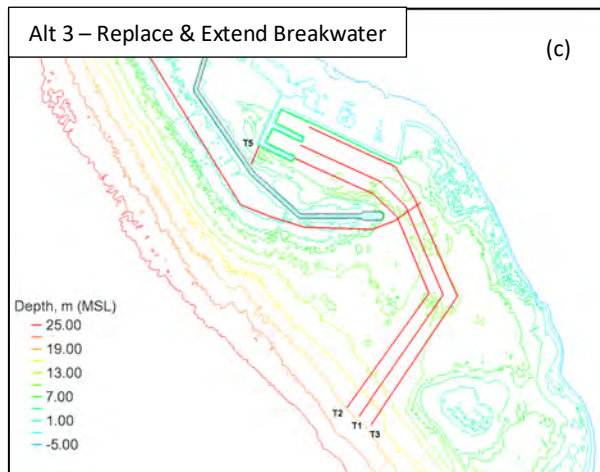 Alt 3 – Replace & Extend Breakwater
(c)
T5
Depth, m (MSL)
25.00
19.00
13.00
7.00
1.00
-5.00
T2
T1
T3